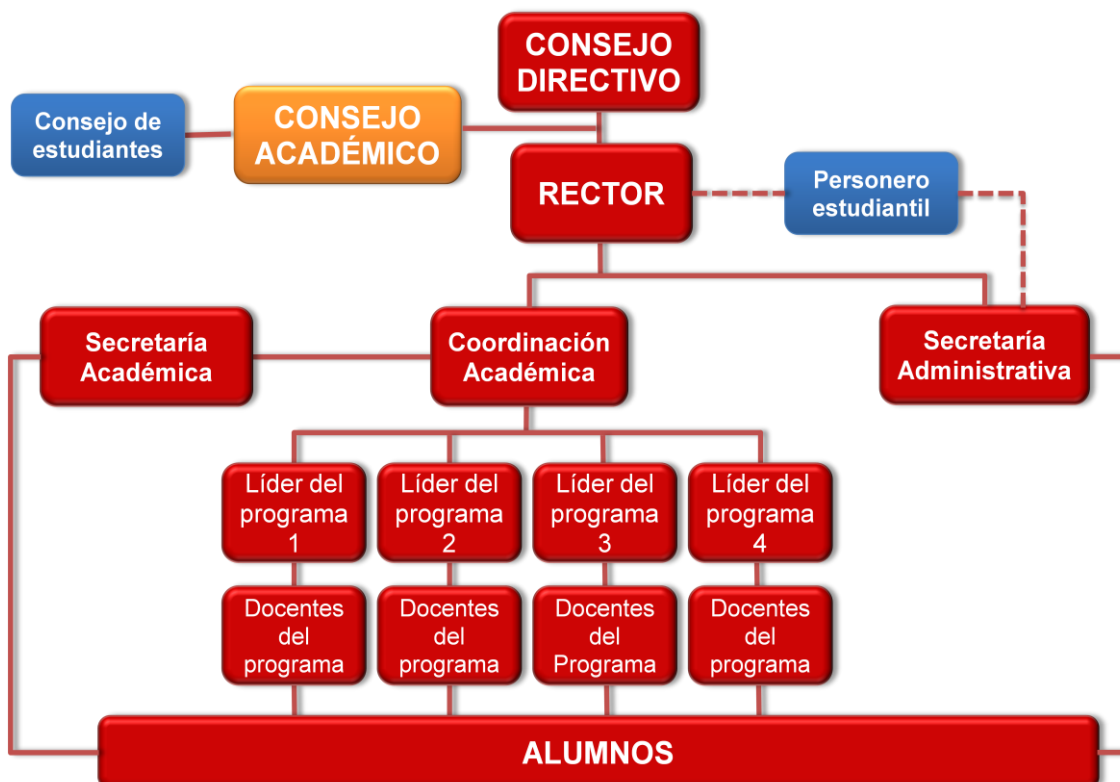 CONSEJO
DIRECTIVO
Consejo de
estudiantes
CONSEJO
ACADÉMICO
RECTOR
Personero
estudiantil
Secretaría
Académica
Coordinación
Académica
Secretaría
Administrativa
Líder del
programa
1
Líder del
programa
2
Líder del
programa
3
Líder del
programa
4
Docentes
del
programa
Docentes
del
programa
Docentes
del
Programa
Docentes
del
programa
ALUMNOS